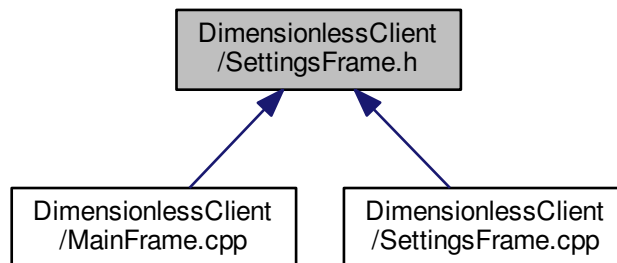 DimensionlessClient
/SettingsFrame.h
DimensionlessClient
/MainFrame.cpp
DimensionlessClient
/SettingsFrame.cpp